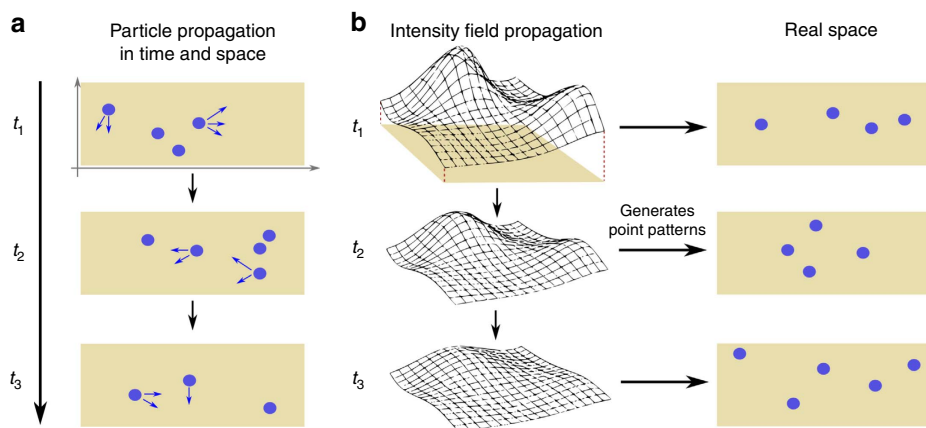 a
Particle propagation
in time and space
t1
t2
t3
b
Intensity field propagation
Real space
t1
t2
Generates
point patterns
t3